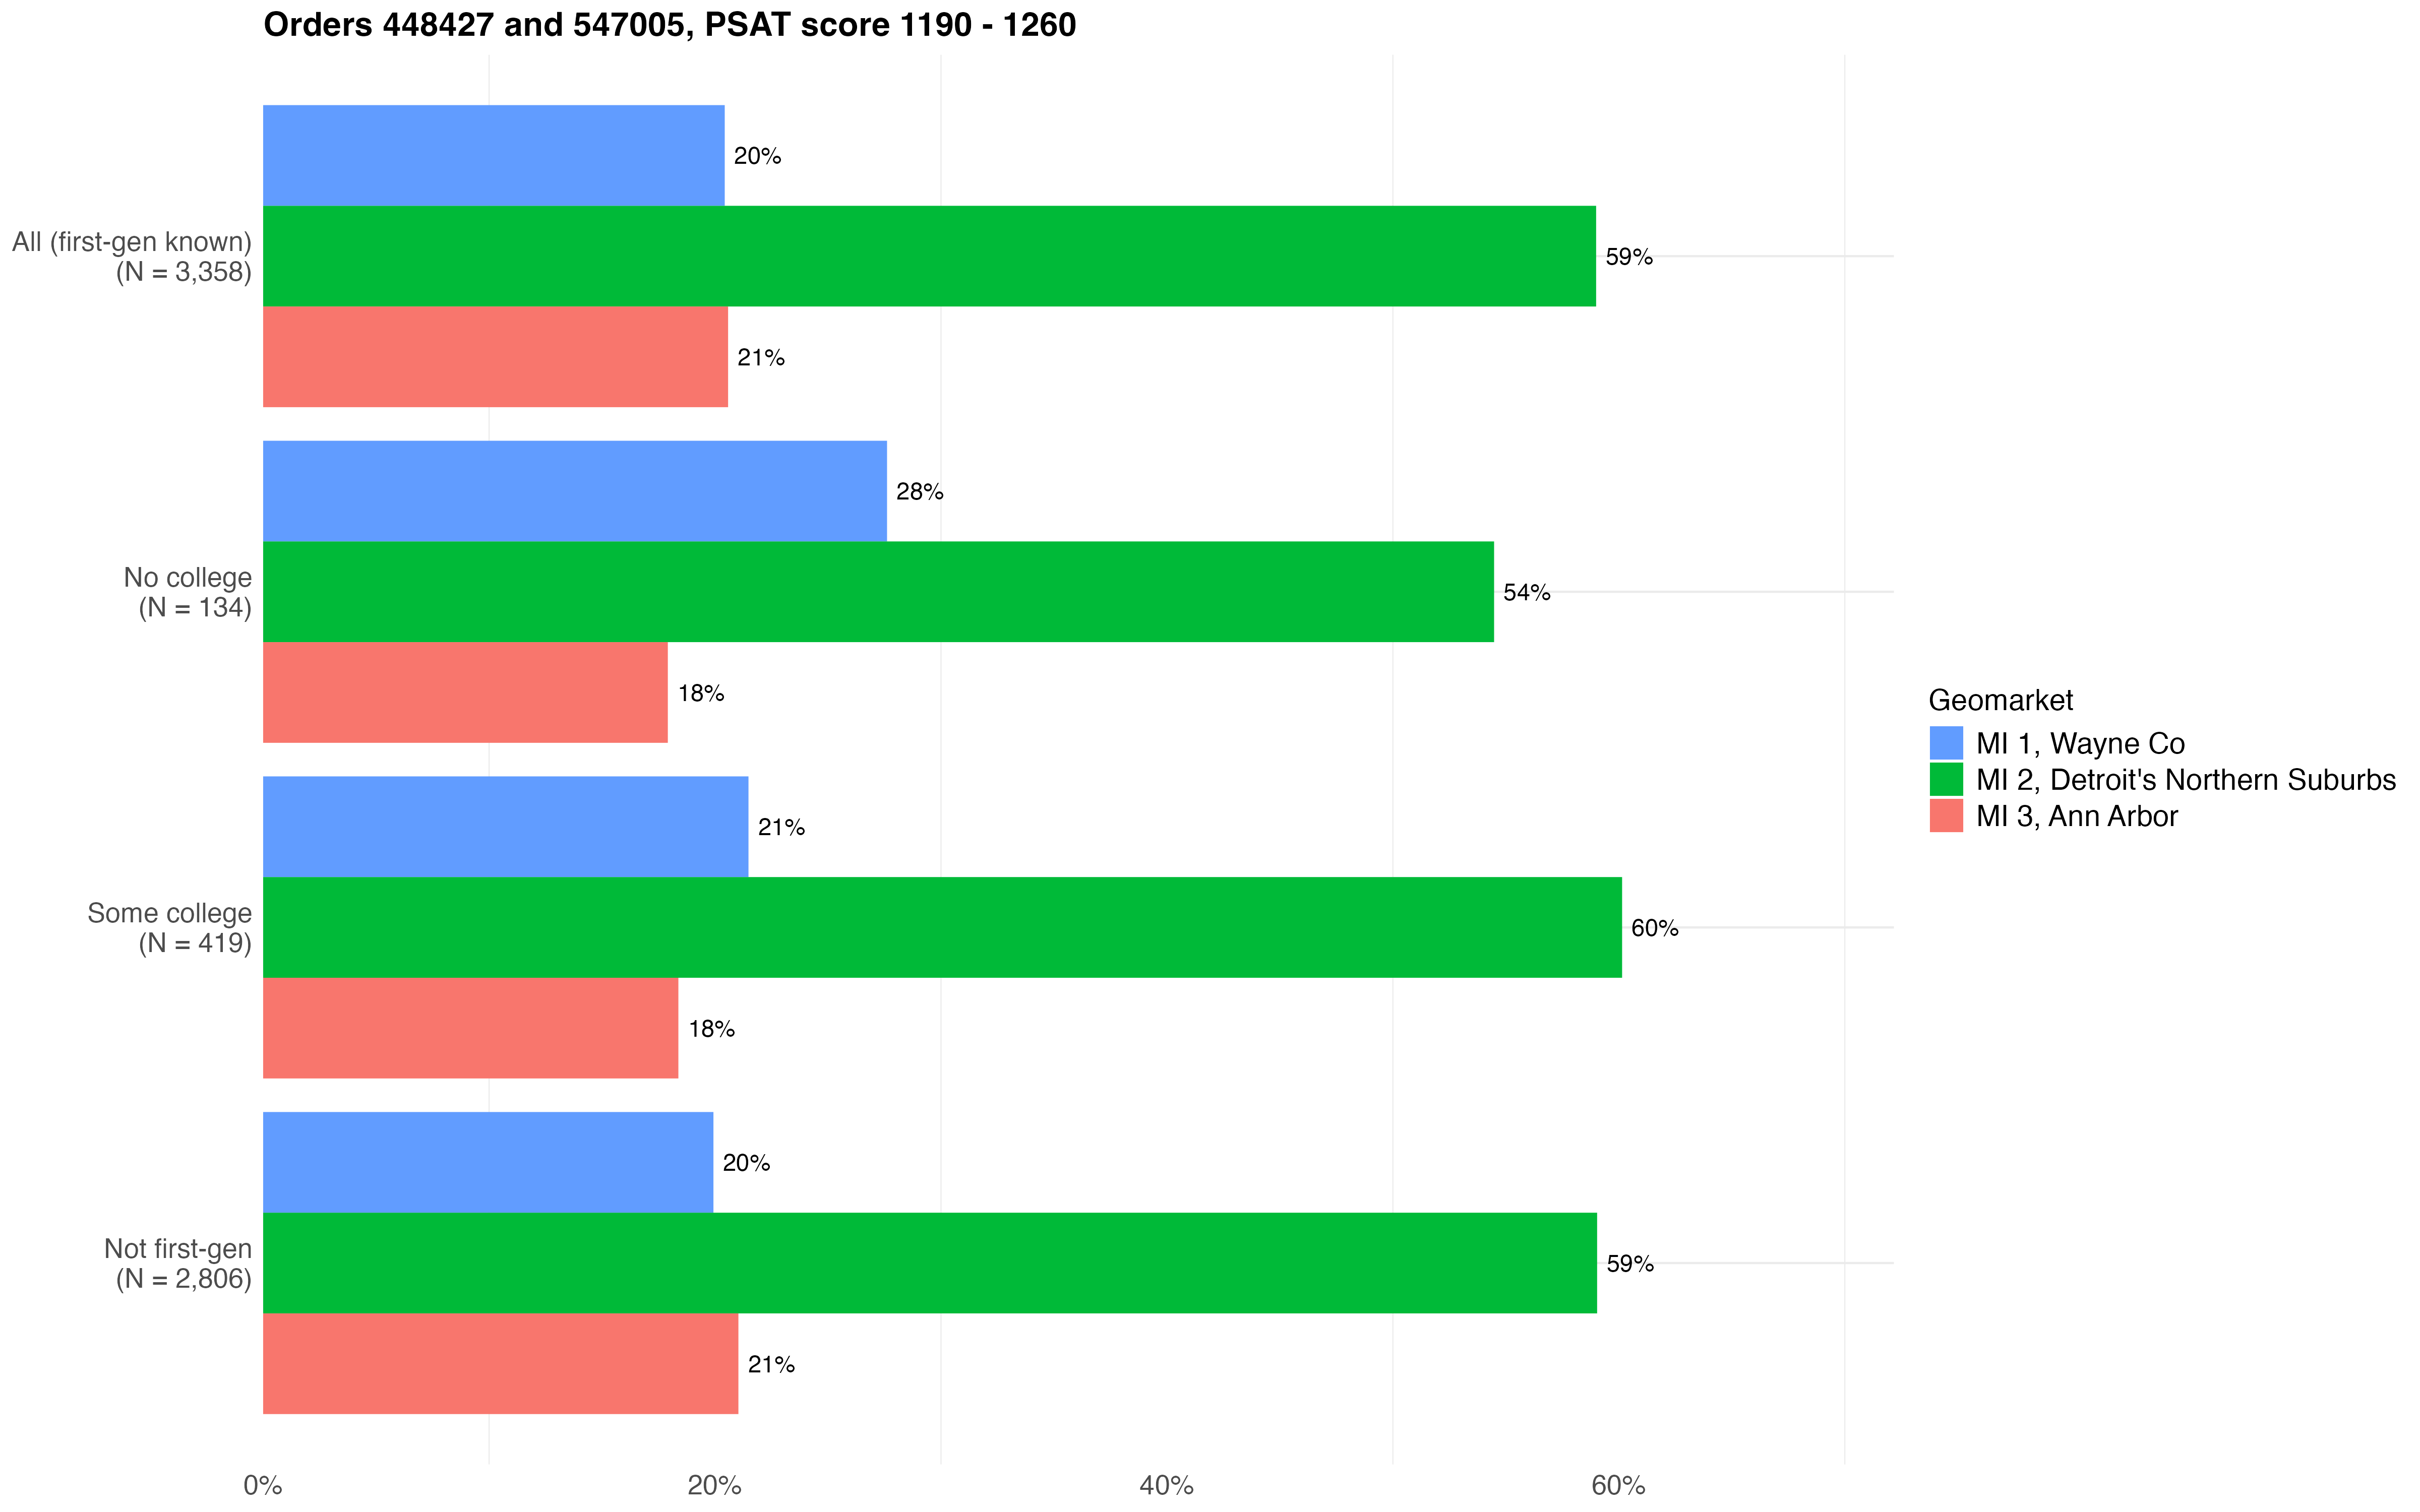 Orders 448427 and 547005, PSAT score 1190 - 1260
All (first-gen known)
(N = 3,358)
20%
59%
21%
No college
(N = 134)
28%
54%
18%
Some college
(N = 419)
21%
60%
18%
Not first-gen
(N = 2,806)
20%
59%
21%
0%
20%
40%
60%
Geomarket
MI 1, Wayne Co
MI 2, Detroit's Northern Suburbs
MI 3, Ann Arbor